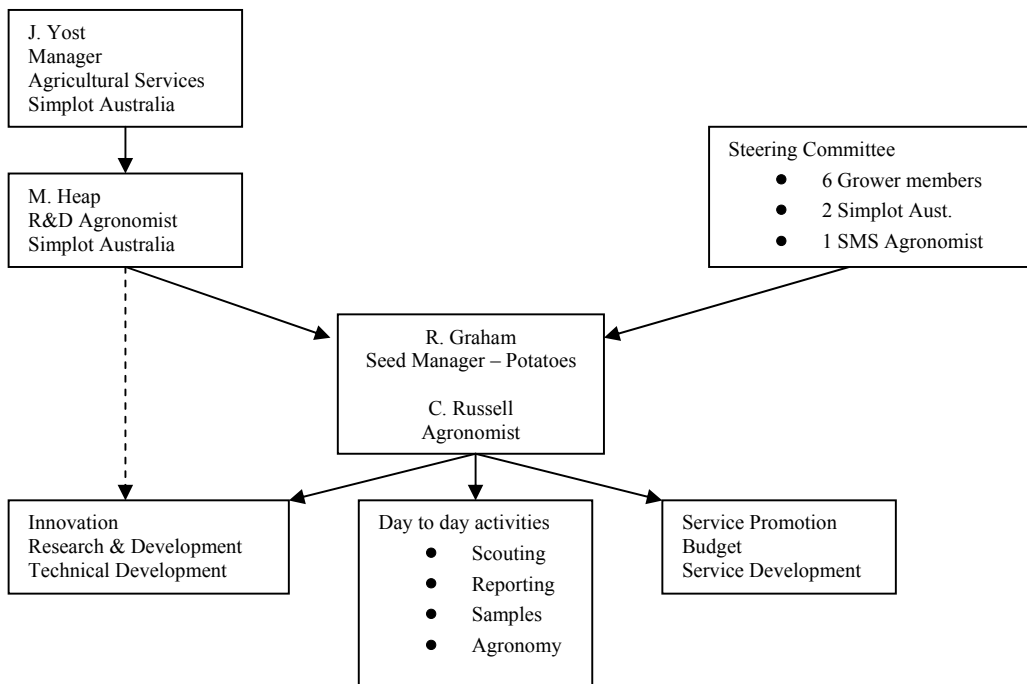 J. Yost
Manager
Agricultural Services
Simplot Australia
M. Heap
R&D Agronomist
Simplot Australia
Steering Committee
● 6 Grower members
● 2 Simplot Aust.
● 1 SMS Agronomist
R. Graham
Seed Manager – Potatoes
C. Russell
Agronomist
Innovation
Research & Development
Technical Development
Day to day activities
● Scouting
● Reporting
● Samples
● Agronomy
Service Promotion
Budget
Service Development